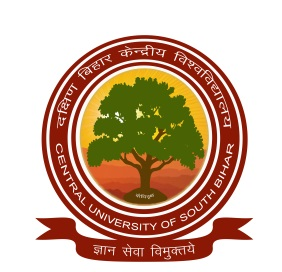 दक्षिण बिहार केन्द्रीय विश्वविद्यालय
CENTRAL UNIVERSITY OF SOUTH BIHAR
ज्ञान सेवा विमुक्तये